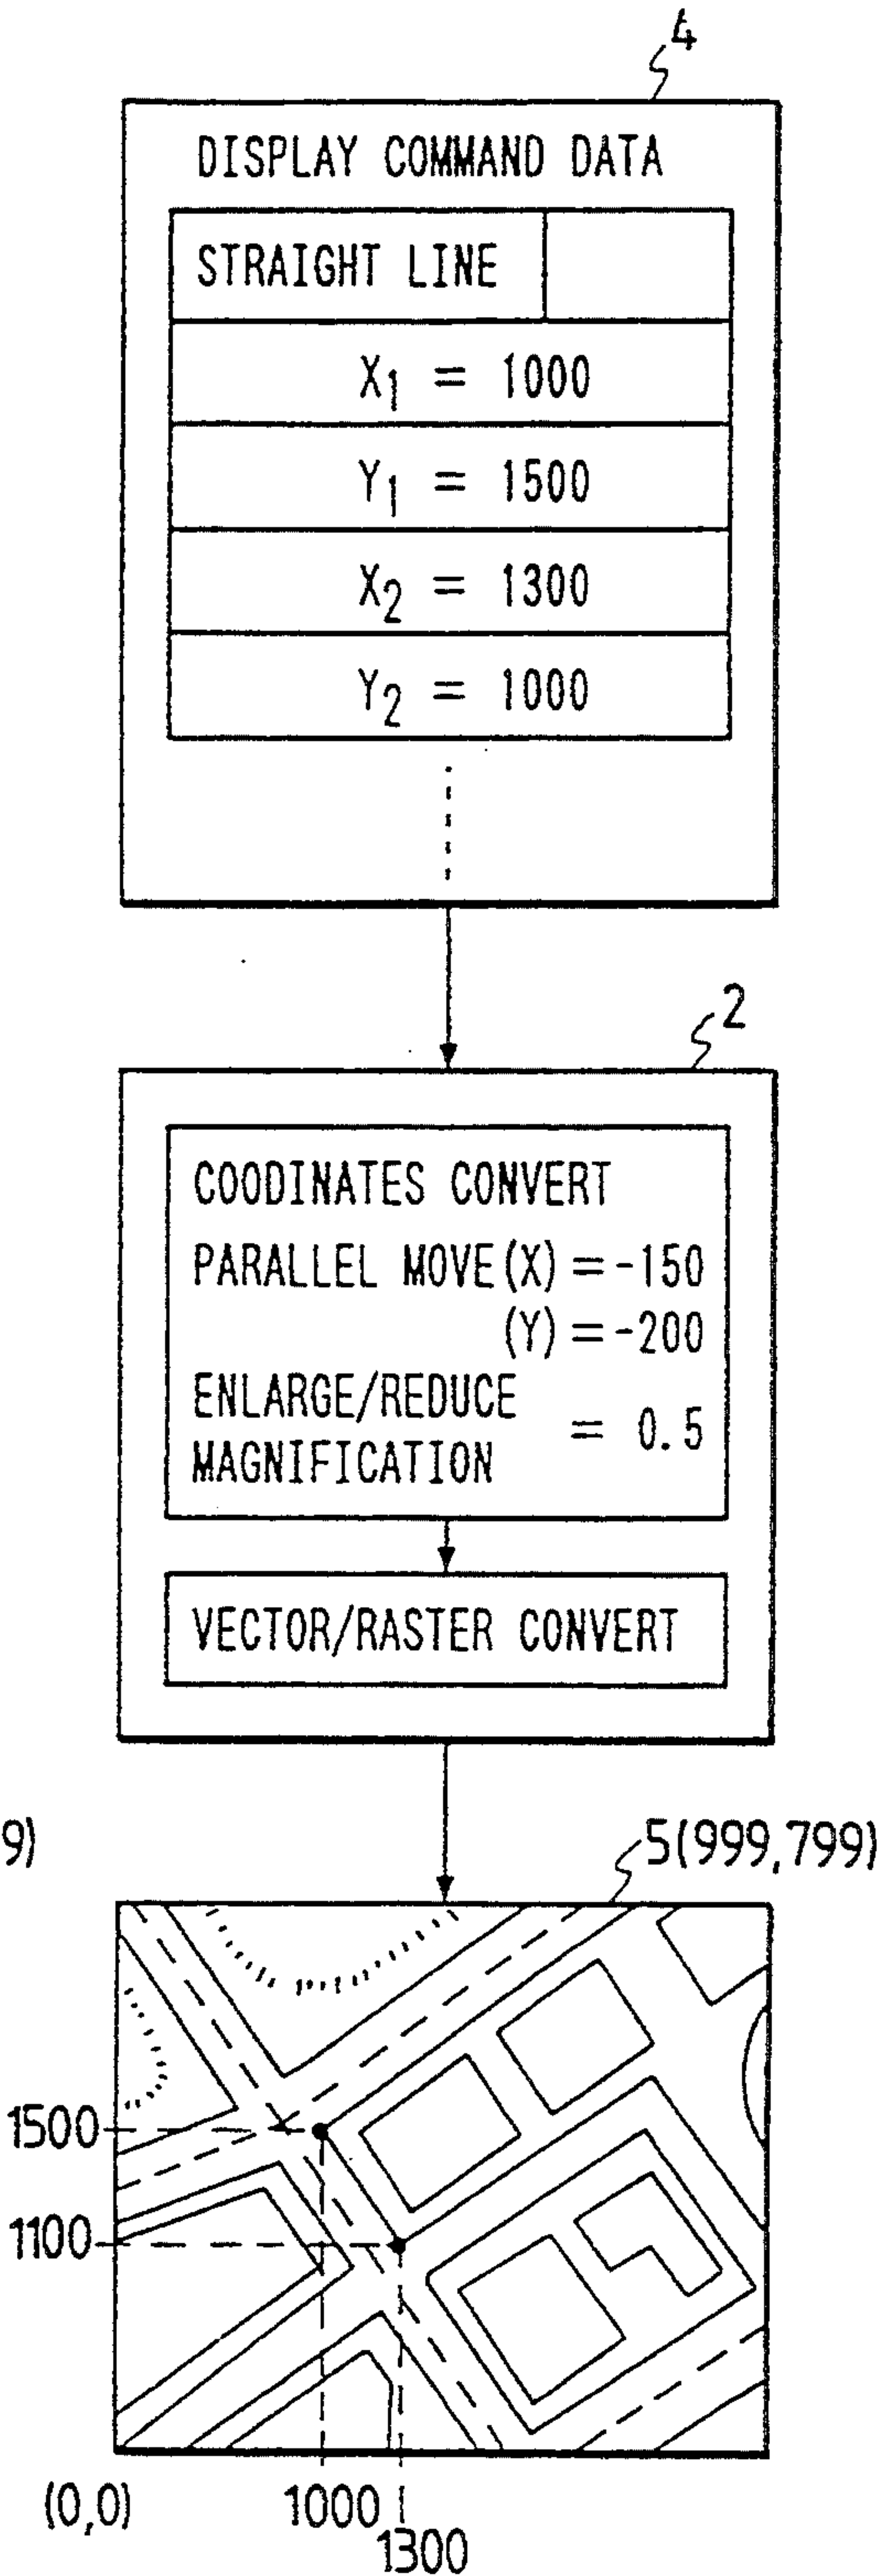 4
DISPLAY COMMAND DATA
STRAIGHT LINE
X1 = 1000
Y1 = 1500
X2 = 1300
Y2 = 1000
2
COODINATES CONVERT
PARALLEL MOVE(X) = -150
(Y) = -200
ENLARGE/REDUCE
MAGNIFICATION = 0.5
VECTOR/RASTER CONVERT
9)
5(999,799)
1500
1100
(0,0)
1000
1300